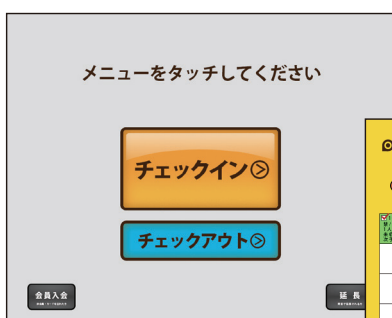 メニューをタッチしてください
チェックイン
チェックアウト
会員入会
延長